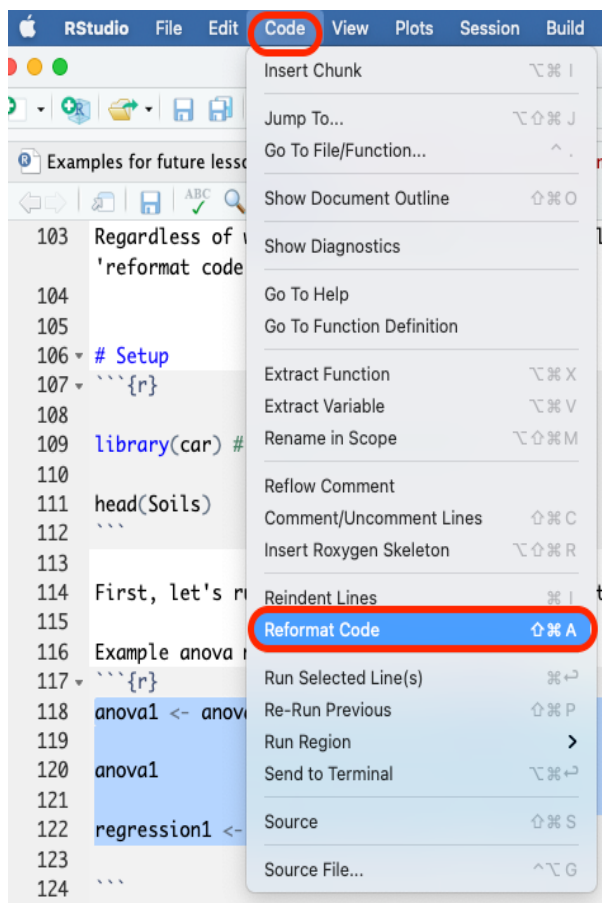 RStudio File Edit Code View Plots Session Build
Insert Chunk ⌥⌘I
Jump To... ⌥⇧⌘J
Go To File/Function... ^.
Examples for future
ABC
Show Document Outline ⇧⌘O
103 Regardless of
Show Diagnostics
'reformat code
104
Go To Help
105
Go To Function Definition
106 # Setup
107 ```{r}
Extract Function ⌥⌘X
108
Extract Variable ⌥⌘V
109 library(car) #
Rename in Scope ⌥⇧⌘M
110
Reflow Comment
111 head(Soils)
Comment/Uncomment Lines ⇧⌘C
112 ```
Insert Roxygen Skeleton ⌥⇧⌘R
113
114 First, let's
Reindent Lines ⌘I
115
Reformat Code ⇧⌘A
116 Example anova
117 ```{r}
Run Selected Line(s) ⌘↩
118 anova1 <-
Re-Run Previous ⇧⌘P
119
Run Region >
120 anova1
Send to Terminal ⌥⌘↩
121
122 regression1 <-
Source ⇧⌘S
123
Source File... ^⌥G
124 ```